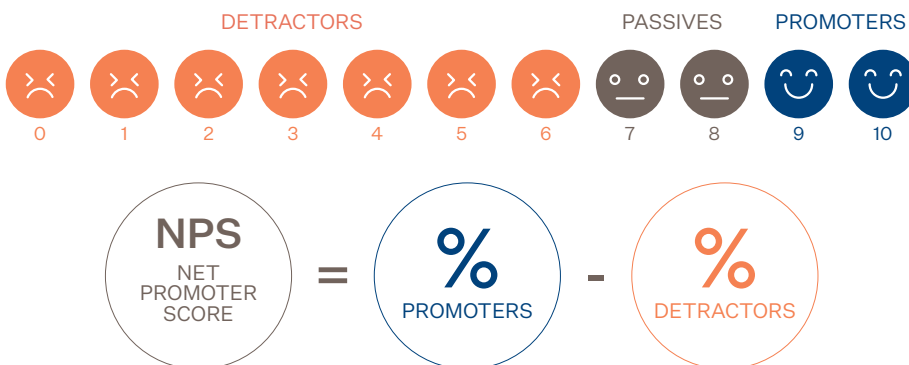 DETRACTORS PASSIVES PROMOTERS
0 1 2 3 4 5 6 7 8 9 10
NPS
NET
PROMOTER
SCORE
=
%
PROMOTERS
-
%
DETRACTORS